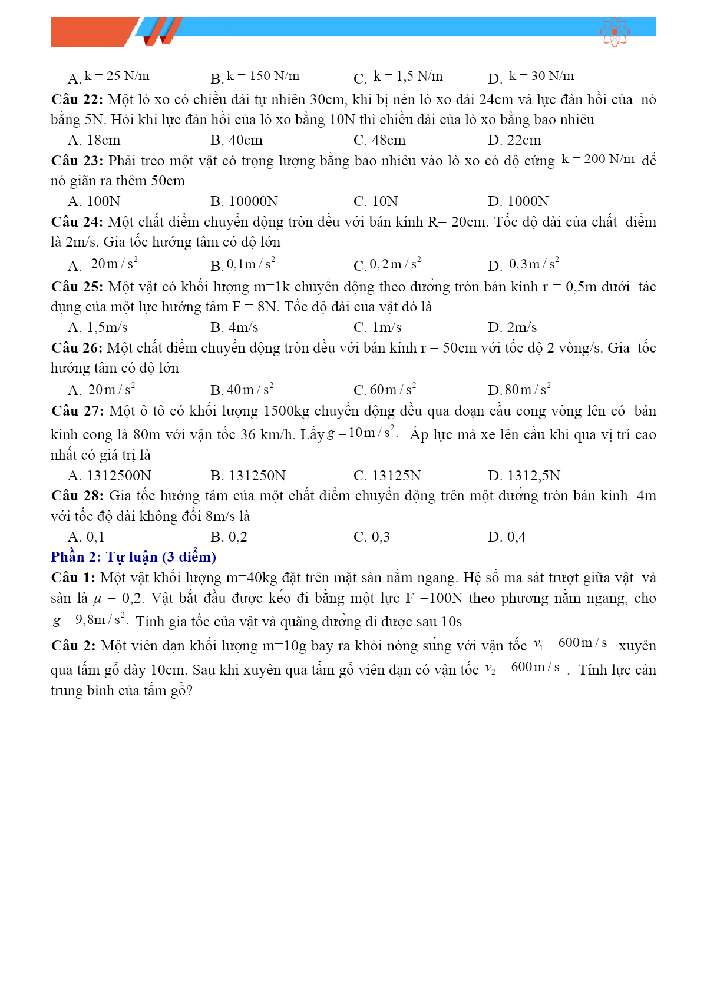 A. k = 25 N/m B. k = 150 N/m C. k = 1,5 N/m D. k = 30 N/m
Câu 22: Một lò xo có chiều dài tự nhiên 30cm, khi bị nén lò xo dài 24cm và lực đàn hồi của nó
bằng 5N. Hỏi khi lực đàn hồi của lò xo bằng 10N thì chiều dài của lò xo bằng bao nhiêu
A. 18cm B. 40cm C. 48cm D. 22cm
Câu 23: Phải treo một vật có trọng lượng bằng bao nhiêu vào lò xo có độ cứng k = 200 N/m để
nó giãn ra thêm 50cm
A. 100N B. 10000N C. 10N D. 1000N
Câu 24: Một chất điểm chuyển động tròn đều với bán kính R= 20cm. Tốc độ dài của chất điểm
là 2m/s. Gia tốc hướng tâm có độ lớn
A. 20 m / s² B. 0,1m / s² C. 0, 2 m / s² D. 0,3m / s²
Câu 25: Một vật có khối lượng m=1k chuyển động theo đường tròn bán kính r = 0,5m dưới tác
dụng của một lực hướng tâm F = 8N. Tốc độ dài của vật đó là
A. 1,5m/s B. 4m/s C. 1m/s D. 2m/s
Câu 26: Một chất điểm chuyển động tròn đều với bán kính r = 50cm với tốc độ 2 vòng/s. Gia tốc
hướng tâm có độ lớn
A. 20 m / s² B. 40 m / s² C. 60 m / s² D. 80 m / s²
Câu 27: Một ô tô có khối lượng 1500kg chuyển động đều qua đoạn cầu cong vòng lên có bán
kính cong là 80m với vận tốc 36 km/h. Lấy g = 10 m / s². Áp lực mà xe lên cầu khi qua vị trí cao
nhất có giá trị là
A. 1312500N B. 131250N C. 13125N D. 1312,5N
Câu 28: Gia tốc hướng tâm của một chất điểm chuyển động trên một đường tròn bán kính 4m
với tốc độ dài không đổi 8m/s là
A. 0,1 B. 0,2 C. 0,3 D. 0,4
Phần 2: Tự luận (3 điểm)
Câu 1: Một vật khối lượng m=40kg đặt trên mặt sàn nằm ngang. Hệ số ma sát trượt giữa vật và
sàn là μ = 0,2. Vật bắt đầu được kéo đi bằng một lực F =100N theo phương nằm ngang, cho
g = 9,8m / s². Tính gia tốc của vật và quãng đường đi được sau 10s
Câu 2: Một viên đạn khối lượng m=10g bay ra khỏi nòng súng với vận tốc v₁ = 600 m / s xuyên
qua tấm gỗ dày 10cm. Sau khi xuyên qua tấm gỗ viên đạn có vận tốc v₂ = 600 m / s . Tính lực cản
trung bình của tấm gỗ?